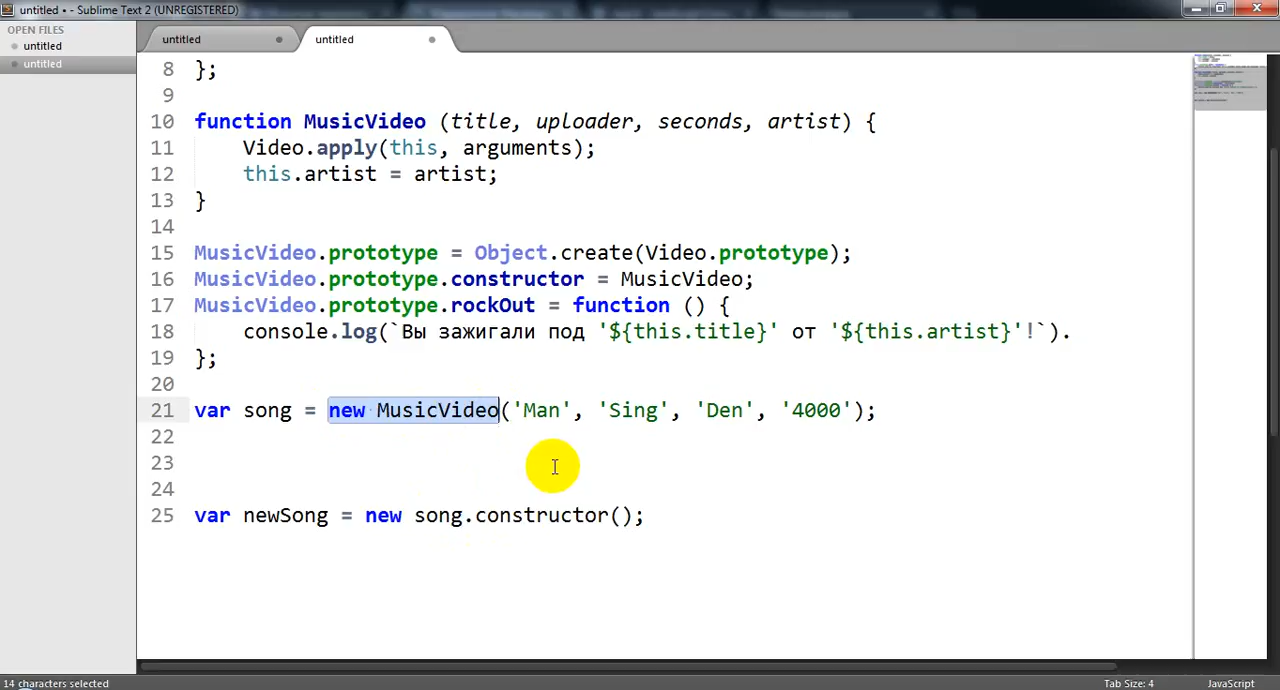 untitled • - Sublime Text 2 (UNREGISTERED)
OPEN FILES
untitled
untitled
untitled
untitled
8 };
9
10 function MusicVideo (title, uploader, seconds, artist) {
11 Video.apply(this, arguments);
12 this.artist = artist;
13 }
14
15 MusicVideo.prototype = Object.create(Video.prototype);
16 MusicVideo.prototype.constructor = MusicVideo;
17 MusicVideo.prototype.rockOut = function () {
18 console.log(`Вы зажигали под '${this.title}' от '${this.artist}'!`).
19 };
20
21 var song = new MusicVideo('Man', 'Sing', 'Den', '4000');
22
23
24
25 var newSong = new song.constructor();
14 characters selected
Tab Size: 4
JavaScript